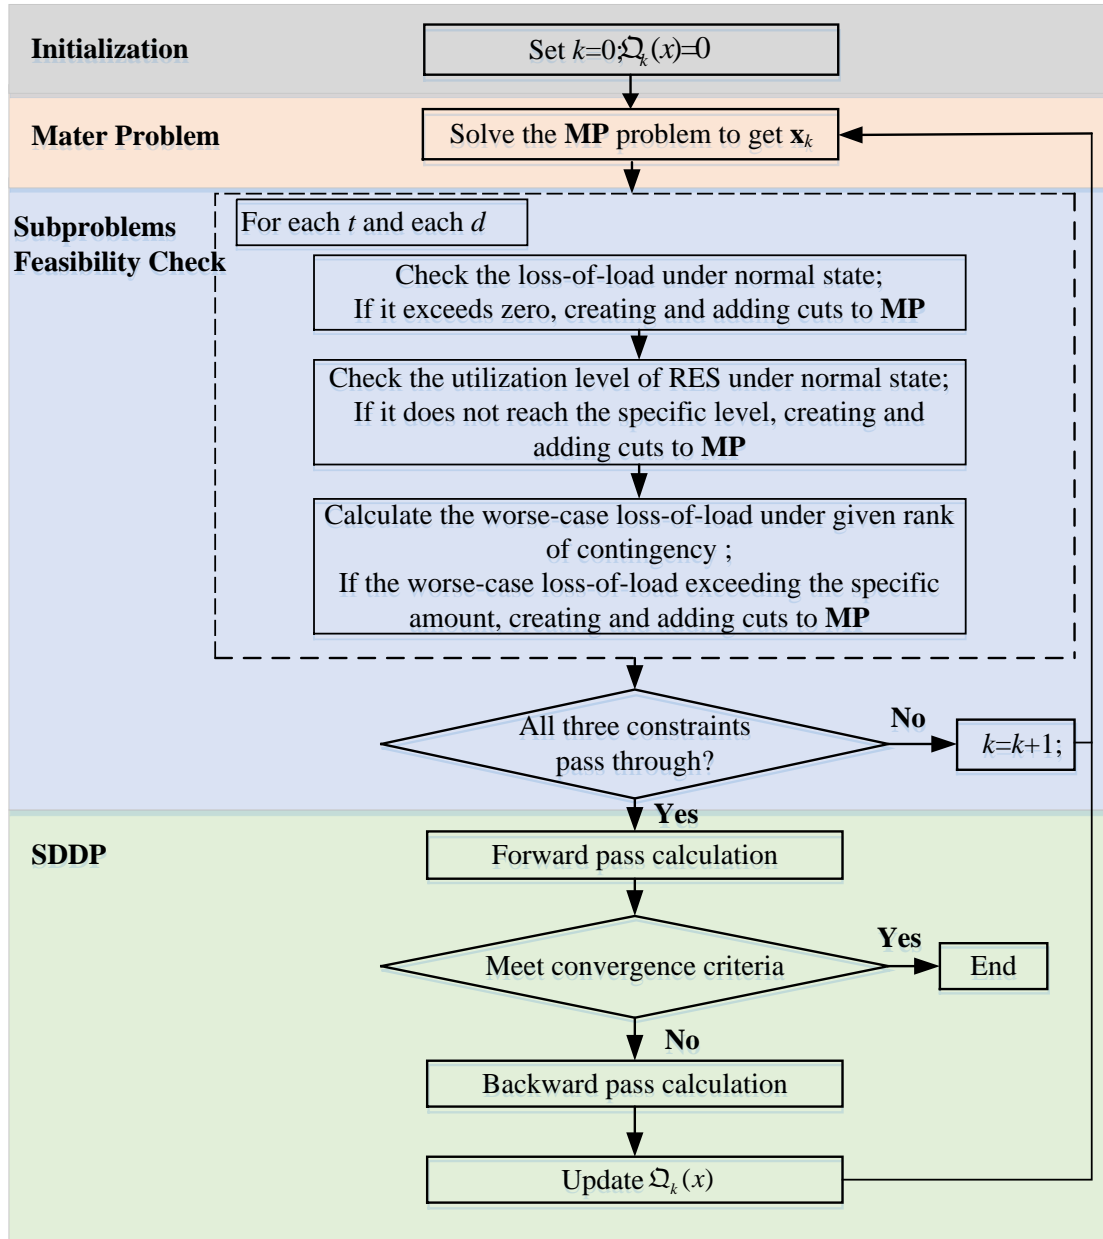 Initialization
Set k=0;𝔔ₖ(x)=0
Mater Problem
Solve the MP problem to get xₖ
Subproblems
Feasibility Check
For each t and each d
Check the loss-of-load under normal state;
If it exceeds zero, creating and adding cuts to MP
Check the utilization level of RES under normal state;
If it does not reach the specific level, creating and
adding cuts to MP
Calculate the worse-case loss-of-load under given rank
of contingency ;
If the worse-case loss-of-load exceeding the specific
amount, creating and adding cuts to MP
All three constraints
pass through?
No
k=k+1;
Yes
SDDP
Forward pass calculation
Meet convergence criteria
Yes
End
No
Backward pass calculation
Update 𝔔ₖ(x)